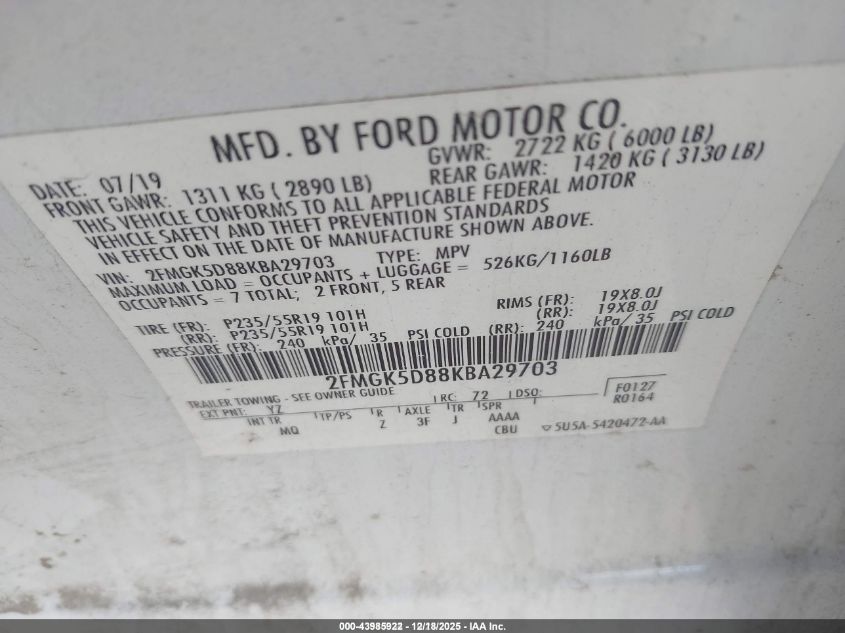 MFD. BY FORD MOTOR CO.
DATE: 07/19 GVWR: 2722 KG ( 6000 LB)
FRONT GAWR: 1311 KG ( 2890 LB) REAR GAWR: 1420 KG ( 3130 LB)
THIS VEHICLE CONFORMS TO ALL APPLICABLE FEDERAL MOTOR
VEHICLE SAFETY AND THEFT PREVENTION STANDARDS
IN EFFECT ON THE DATE OF MANUFACTURE SHOWN ABOVE.
VIN: 2FMGK5D88KBA29703 TYPE: MPV
MAXIMUM LOAD = OCCUPANTS + LUGGAGE = 526KG/1160LB
OCCUPANTS = 7 TOTAL; 2 FRONT, 5 REAR
TIRE (FR): P235/55R19 101H RIMS (FR): 19X8.0J
(RR): P235/55R19 101H (RR): 19X8.0J
PRESSURE (FR): 240 kPa/ 35 PSI COLD (RR): 240 kPa/ 35 PSI COLD
2FMGK5D88KBA29703
TRAILER TOWING - SEE OWNER GUIDE
EXT PNT: YZ RC: 72 DSO: F0127
R0164
INT TR TP/PS R AXLE TR SPR
MQ Z 3F J AAAA
CBU 5U5A-5420472-AA
000-43985922 - 12/18/2025 - IAA Inc.